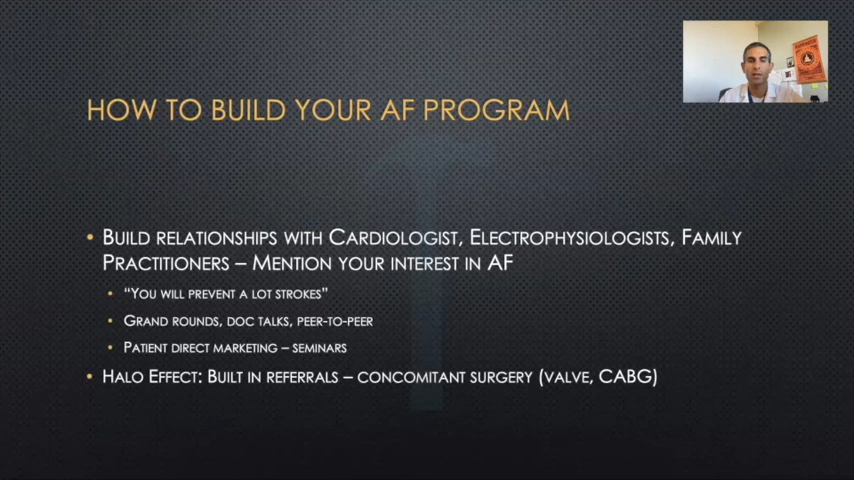 HOW TO BUILD YOUR AF PROGRAM
• BUILD RELATIONSHIPS WITH CARDIOLOGIST, ELECTROPHYSIOLOGISTS, FAMILY
PRACTITIONERS – MENTION YOUR INTEREST IN AF
• “YOU WILL PREVENT A LOT STROKES”
• GRAND ROUNDS, DOC TALKS, PEER-TO-PEER
• PATIENT DIRECT MARKETING – SEMINARS
• HALO EFFECT: BUILT IN REFERRALS – CONCOMITANT SURGERY (VALVE, CABG)